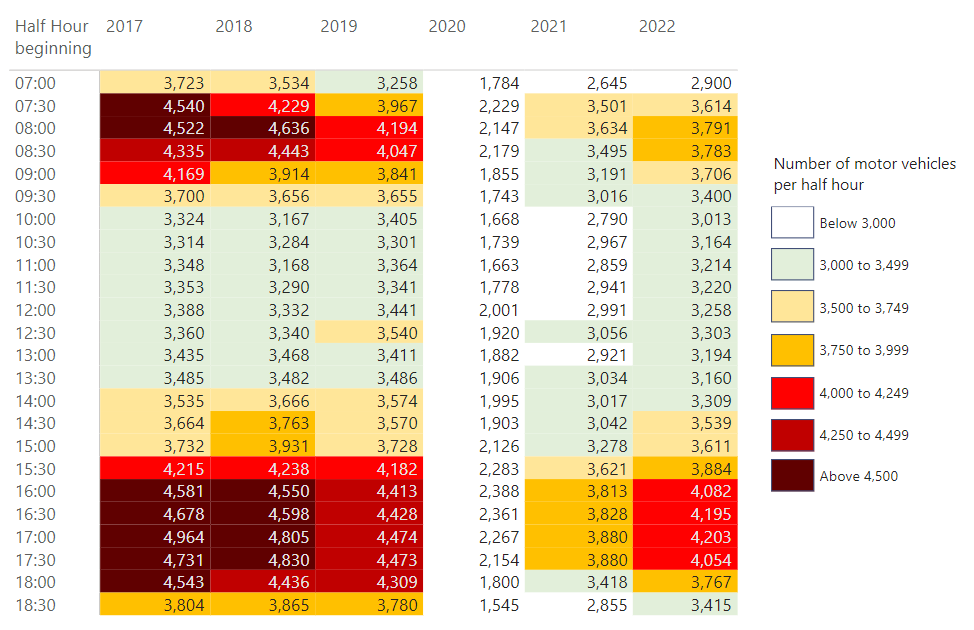 Half Hour beginning 2017 2018 2019 2020 2021 2022
07:00 3,723 3,534 3,258 1,784 2,645 2,900
07:30 4,540 4,229 3,967 2,229 3,501 3,614
08:00 4,522 4,636 4,194 2,147 3,634 3,791
08:30 4,335 4,443 4,047 2,179 3,495 3,783
09:00 4,169 3,914 3,841 1,855 3,191 3,706
09:30 3,700 3,656 3,655 1,743 3,016 3,400
10:00 3,324 3,167 3,405 1,668 2,790 3,013
10:30 3,314 3,284 3,301 1,739 2,967 3,164
11:00 3,348 3,168 3,364 1,663 2,859 3,214
11:30 3,353 3,290 3,341 1,778 2,941 3,220
12:00 3,388 3,332 3,441 2,001 2,991 3,258
12:30 3,360 3,340 3,540 1,920 3,056 3,303
13:00 3,435 3,468 3,411 1,882 2,921 3,194
13:30 3,485 3,482 3,486 1,906 3,034 3,160
14:00 3,535 3,666 3,574 1,995 3,017 3,309
14:30 3,664 3,763 3,570 1,903 3,042 3,539
15:00 3,732 3,931 3,728 2,126 3,278 3,611
15:30 4,215 4,238 4,182 2,283 3,621 3,884
16:00 4,581 4,550 4,413 2,388 3,813 4,082
16:30 4,678 4,598 4,428 2,361 3,828 4,195
17:00 4,964 4,805 4,474 2,267 3,880 4,203
17:30 4,731 4,830 4,473 2,154 3,880 4,054
18:00 4,543 4,436 4,309 1,800 3,418 3,767
18:30 3,804 3,865 3,780 1,545 2,855 3,415
Number of motor vehicles
per half hour
Below 3,000
3,000 to 3,499
3,500 to 3,749
3,750 to 3,999
4,000 to 4,249
4,250 to 4,499
Above 4,500